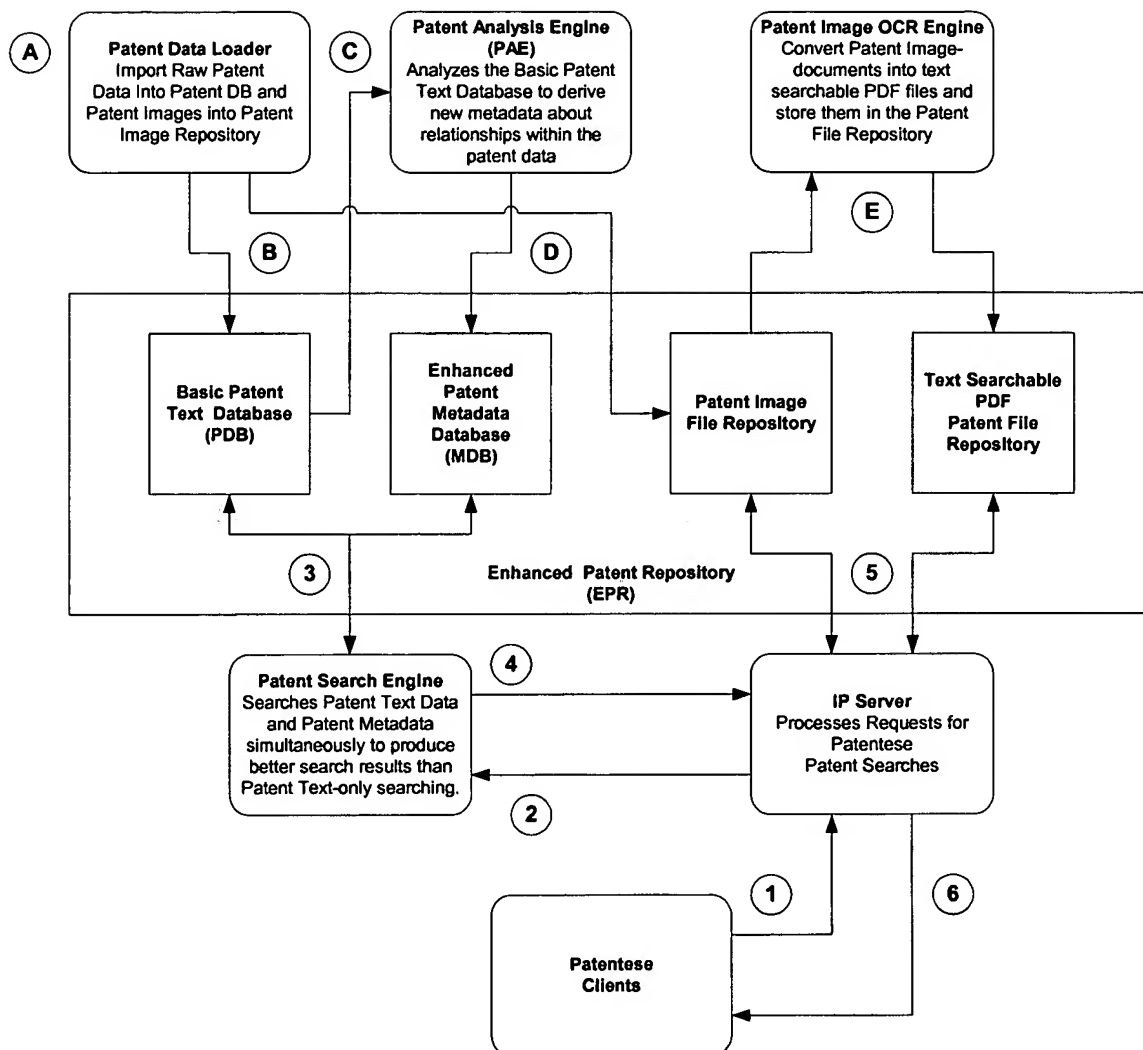 A
Patent Data Loader
Import Raw Patent
Data Into Patent DB and
Patent Images into Patent
Image Repository
C
Patent Analysis Engine
(PAE)
Analyzes the Basic Patent
Text Database to derive
new metadata about
relationships within the
patent data
Patent Image OCR Engine
Convert Patent Image-
documents into text
searchable PDF files and
store them in the Patent
File Repository
B
D
E
Basic Patent
Text Database
(PDB)
Enhanced
Patent
Metadata
Database
(MDB)
Patent Image
File Repository
Text Searchable
PDF
Patent File
Repository
3
Enhanced Patent Repository
(EPR)
5
Patent Search Engine
Searches Patent Text Data
and Patent Metadata
simultaneously to produce
better search results than
Patent Text-only searching.
4
2
IP Server
Processes Requests for
Patentese
Patent Searches
1
6
Patentese
Clients